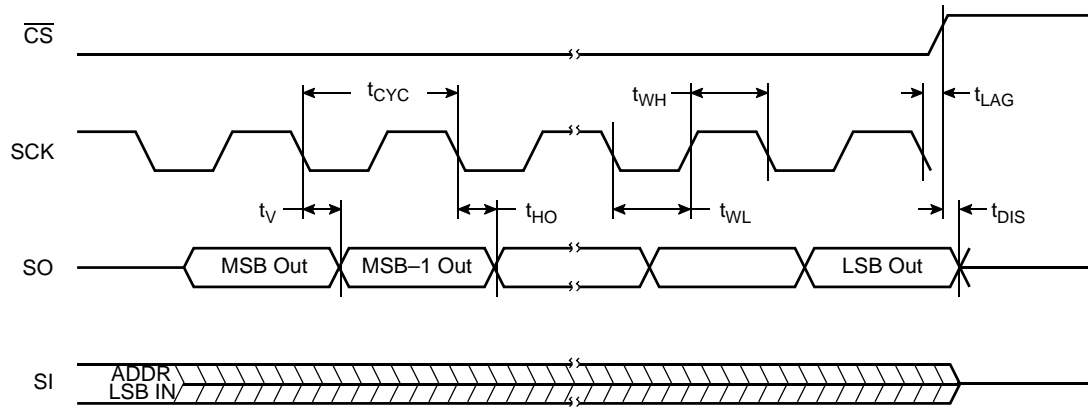 CS
tCYC
tWH
tLAG
SCK
tV
tHO
tWL
tDIS
SO
MSB Out
MSB–1 Out
LSB Out
SI
ADDR
LSB IN